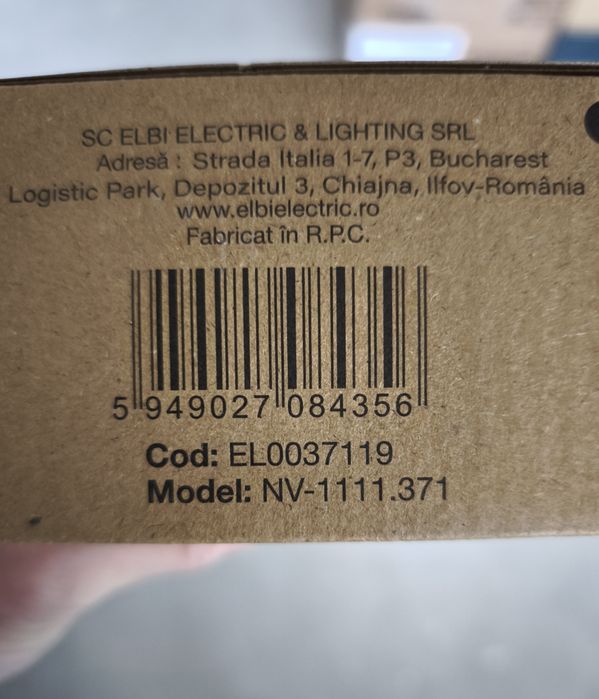 SC ELBI ELECTRIC & LIGHTING SRL
Adresă : Strada Italia 1-7, P3, Bucharest
Logistic Park, Depozitul 3, Chiajna, Ilfov-România
www.elbielectric.ro
Fabricat în R.P.C.
5 949027 084356
Cod: EL0037119
Model: NV-1111.371